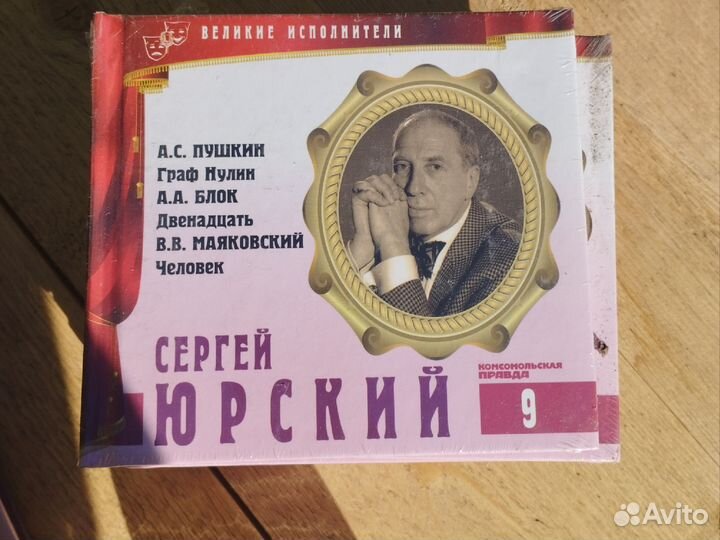 ВЕЛИКИЕ ИСПОЛНИТЕЛИ
А.С. ПУШКИН
Граф Нулин
А.А. БЛОК
Двенадцать
В.В. МАЯКОВСКИЙ
Человек
СЕРГЕЙ
ЮРСКИЙ
КОМСОМОЛЬСКАЯ
ПРАВДА
9
Avito